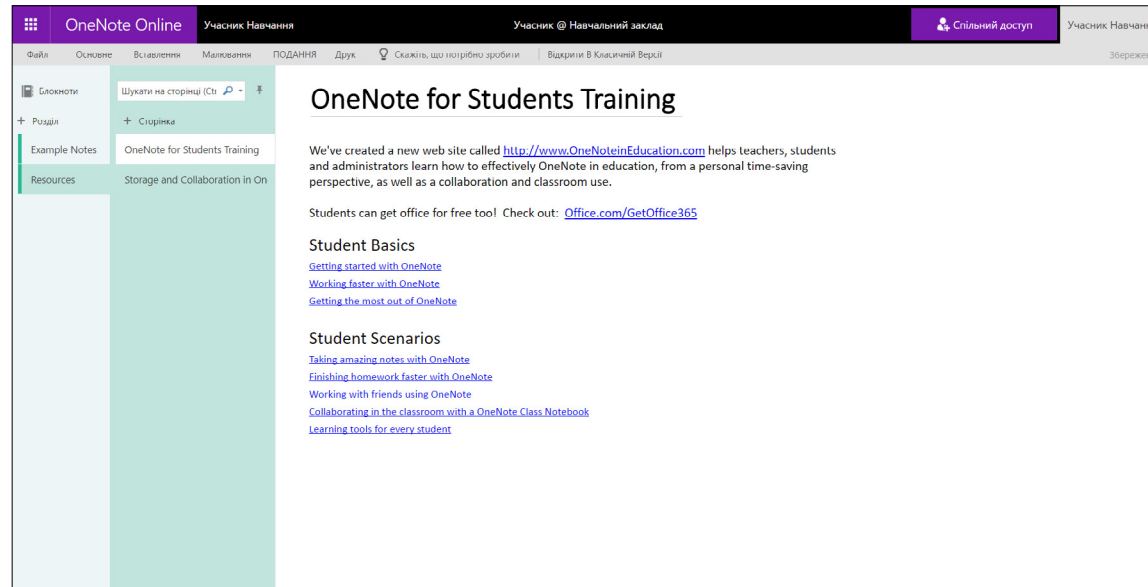 OneNote Online
Учасник Навчання
Учасник @ Навчальний заклад
Спільний доступ
Учасник Навчанн
Файл Основне Вставлення Малювання ПОДАННЯ Друк Скажіть, що потрібно зробити Відкрити В Класичній Версії
Збережен
Блокноти
Шукати на сторінці (Ct
+ Розділ
+ Сторінка
Example Notes
OneNote for Students Training
Resources
Storage and Collaboration in On
OneNote for Students Training
We've created a new web site called http://www.OneNoteinEducation.com helps teachers, students
and administrators learn how to effectively OneNote in education, from a personal time-saving
perspective, as well as a collaboration and classroom use.
Students can get office for free too! Check out: Office.com/GetOffice365
Student Basics
Getting started with OneNote
Working faster with OneNote
Getting the most out of OneNote
Student Scenarios
Taking amazing notes with OneNote
Finishing homework faster with OneNote
Working with friends using OneNote
Collaborating in the classroom with a OneNote Class Notebook
Learning tools for every student